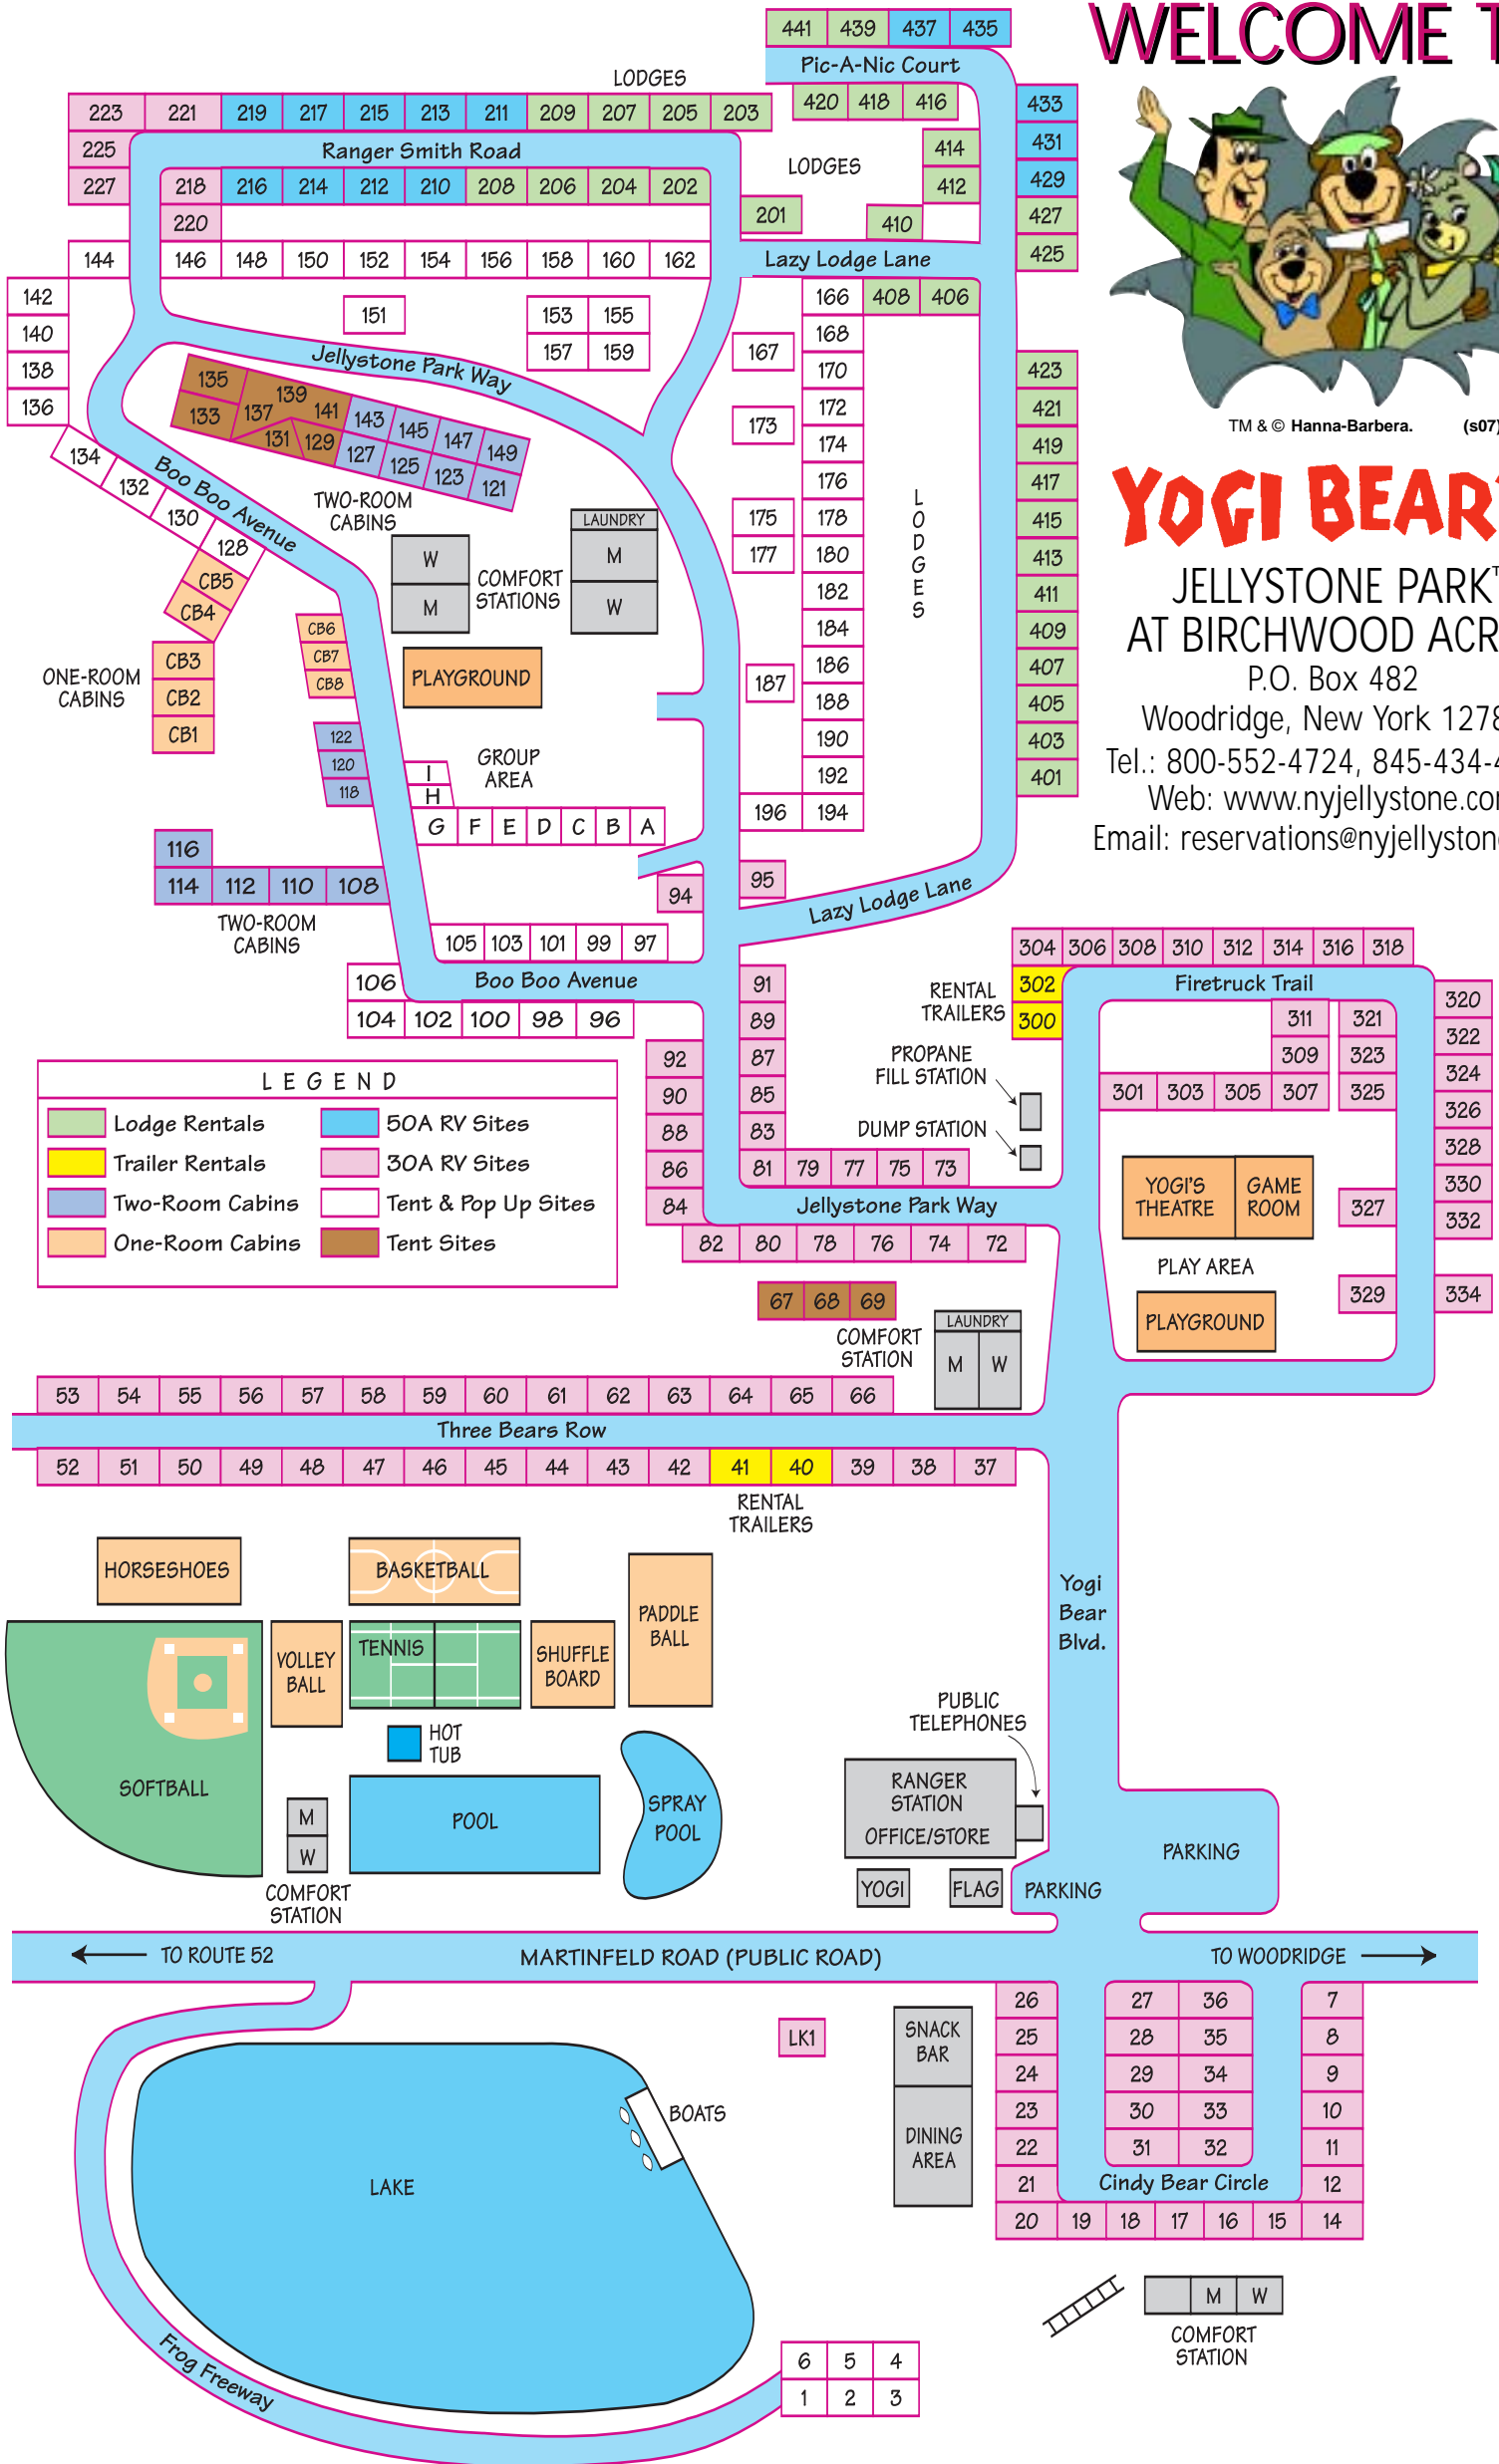 WELCOME T
TM & © Hanna-Barbera. (s07)
YOGI BEAR'
JELLYSTONE PARK
AT BIRCHWOOD ACR
P.O. Box 482
Woodridge, New York 1278
Tel.: 800-552-4724, 845-434-4
Web: www.nyjellystone.co
Email: reservations@nyjellystone
441 439 437 435
Pic-A-Nic Court
420 418 416
433
431
429
427
425
414
412
410
LODGES
LODGES
223 221 219 217 215 213 211 209 207 205 203
225
Ranger Smith Road
227
218 216 214 212 210 208 206 204 202
220
201
144
146 148 150 152 154 156 158 160 162
Lazy Lodge Lane
142
140
138
136
151
153 155
157 159
166 408 406
168
170
172
174
176
178
180
182
184
186
188
190
192
196 194
167
173
175
177
187
LODGES
423
421
419
417
415
413
411
409
407
405
403
401
Jellystone Park Way
135 139
133 137 141 143 145 147 149
131 129 127 125 123 121
TWO-ROOM
CABINS
134
132
130
128
Boo Boo Avenue
CB5
CB4
CB3
CB2
CB1
ONE-ROOM
CABINS
CB6
CB7
CB8
W
M
COMFORT
STATIONS
LAUNDRY
M
W
PLAYGROUND
122
120
118
GROUP
AREA
I
H
G F E D C B A
116
114 112 110 108
TWO-ROOM
CABINS
94
95
Lazy Lodge Lane
105 103 101 99 97
106
Boo Boo Avenue
104 102 100 98 96
91
89
87
85
83
81 79 77 75 73
92
90
88
86
84
Jellystone Park Way
82 80 78 76 74 72
RENTAL
TRAILERS
PROPANE
FILL STATION
DUMP STATION
304 306 308 310 312 314 316 318
302
300
Firetruck Trail
311 321
309 323
301 303 305 307 325
320
322
324
326
328
330
332
334
327
329
YOGI'S
THEATRE
GAME
ROOM
PLAY AREA
PLAYGROUND
LEGEND
Lodge Rentals 50A RV Sites
Trailer Rentals 30A RV Sites
Two-Room Cabins Tent & Pop Up Sites
One-Room Cabins Tent Sites
67 68 69
COMFORT
STATION
LAUNDRY
M W
53 54 55 56 57 58 59 60 61 62 63 64 65 66
Three Bears Row
52 51 50 49 48 47 46 45 44 43 42 41 40 39 38 37
RENTAL
TRAILERS
HORSESHOES
BASKETBALL
PADDLE
BALL
VOLLEY
BALL
TENNIS
SHUFFLE
BOARD
SOFTBALL
HOT
TUB
POOL
SPRAY
POOL
M
W
COMFORT
STATION
Yogi
Bear
Blvd.
PUBLIC
TELEPHONES
RANGER
STATION
OFFICE/STORE
YOGI
FLAG
PARKING
PARKING
TO ROUTE 52
MARTINFELD ROAD (PUBLIC ROAD)
TO WOODRIDGE
LK1
SNACK
BAR
DINING
AREA
26 27 36 7
25 28 35 8
24 29 34 9
23 30 33 10
22 31 32 11
21 Cindy Bear Circle 12
20 19 18 17 16 15 14
BOATS
LAKE
Frog Freeway
6 5 4
1 2 3
M W
COMFORT
STATION